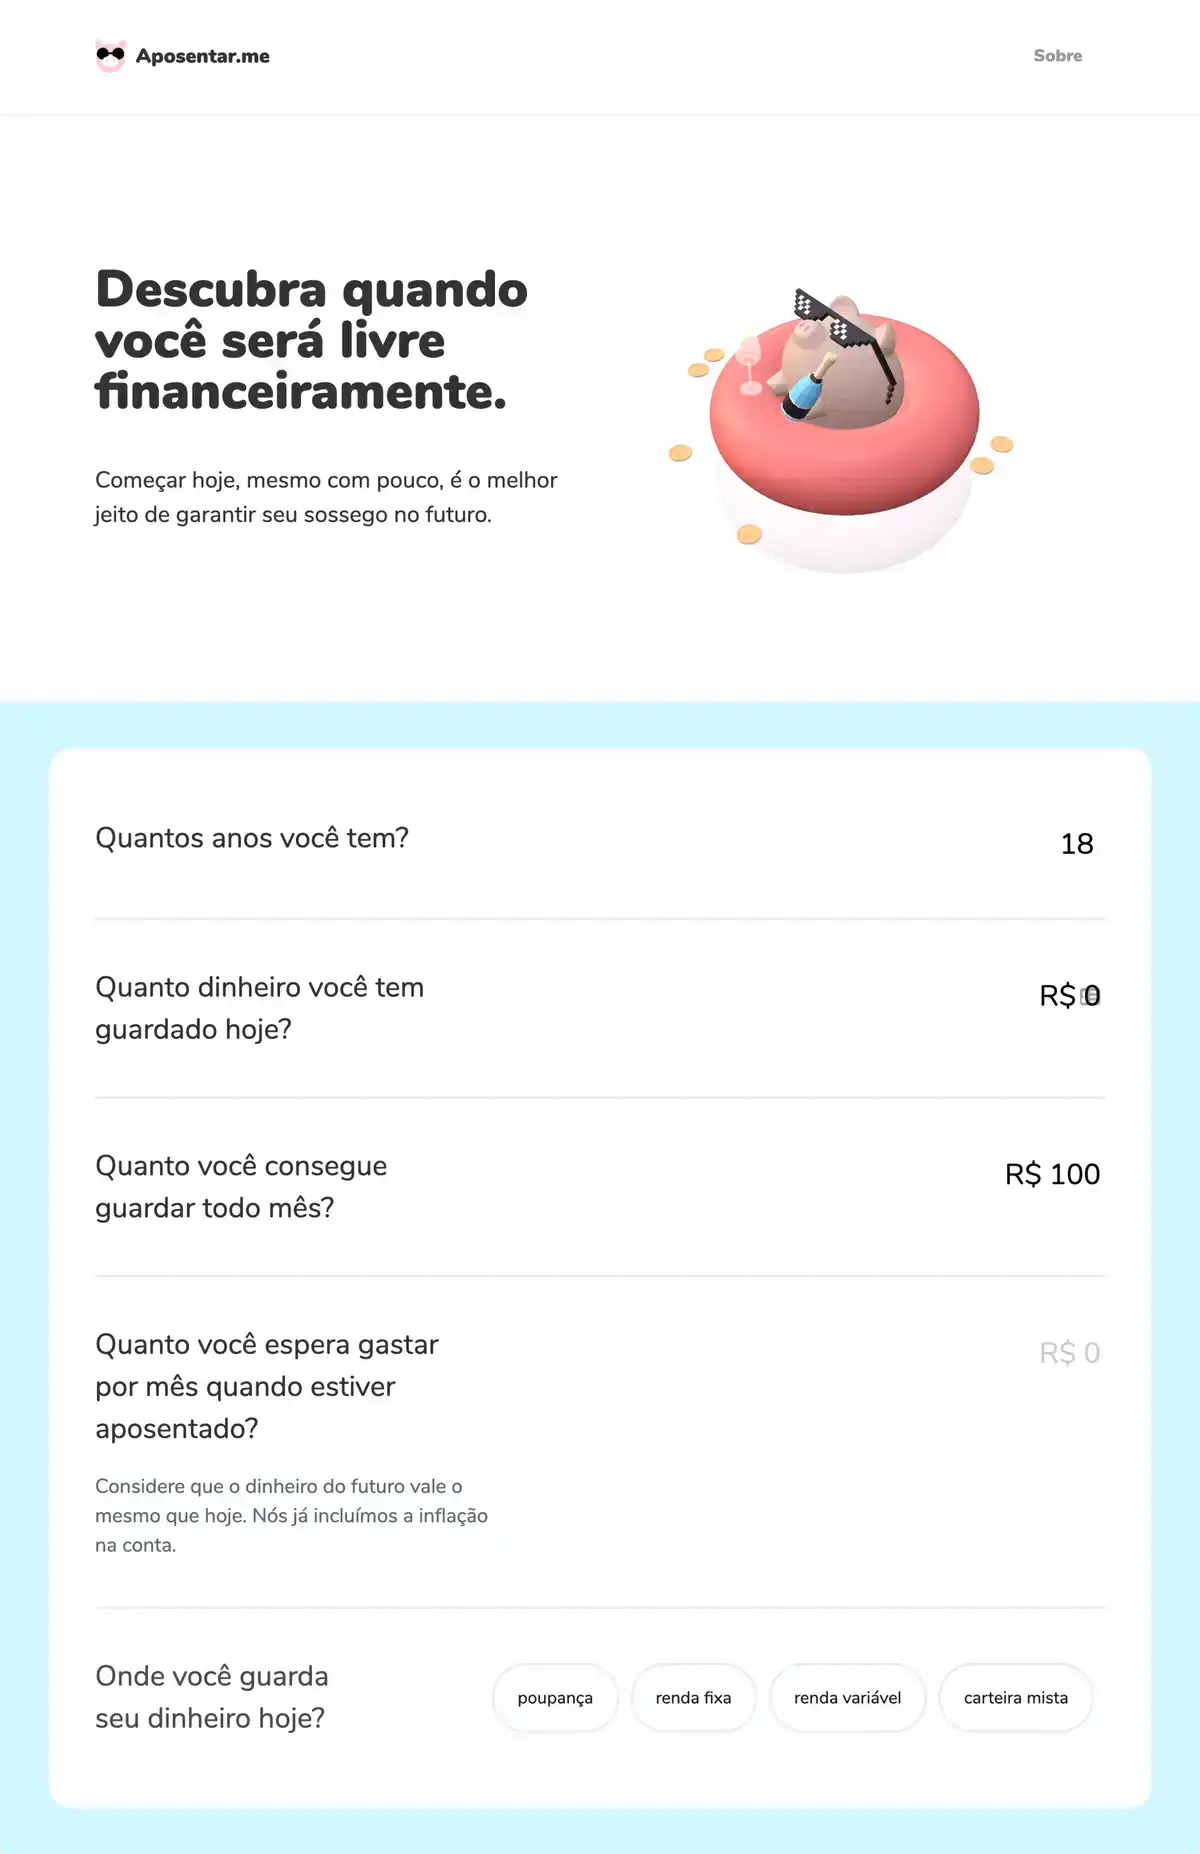 Aposentar.me
Sobre
Descubra quando
você será livre
financeiramente.
Começar hoje, mesmo com pouco, é o melhor
jeito de garantir seu sossego no futuro.
Quantos anos você tem?
18
Quanto dinheiro você tem
guardado hoje?
R$ 0
Quanto você consegue
guardar todo mês?
R$ 100
Quanto você espera gastar
por mês quando estiver
aposentado?
R$ 0
Considere que o dinheiro do futuro vale o
mesmo que hoje. Nós já incluímos a inflação
na conta.
Onde você guarda
seu dinheiro hoje?
poupança
renda fixa
renda variável
carteira mista